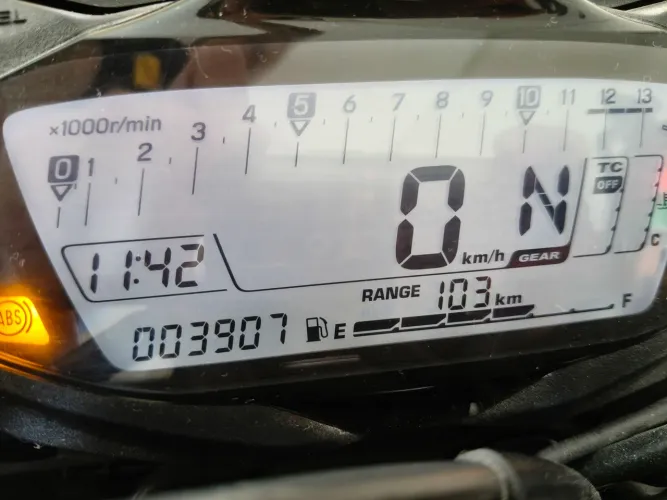 EL
×1000r/min
0 1 2 3 4 5 6 7 8 9 10 11 12 13
TC
OFF
0 km/h N
GEAR
C
11:42
RANGE 103 km
ABS
003907 E F